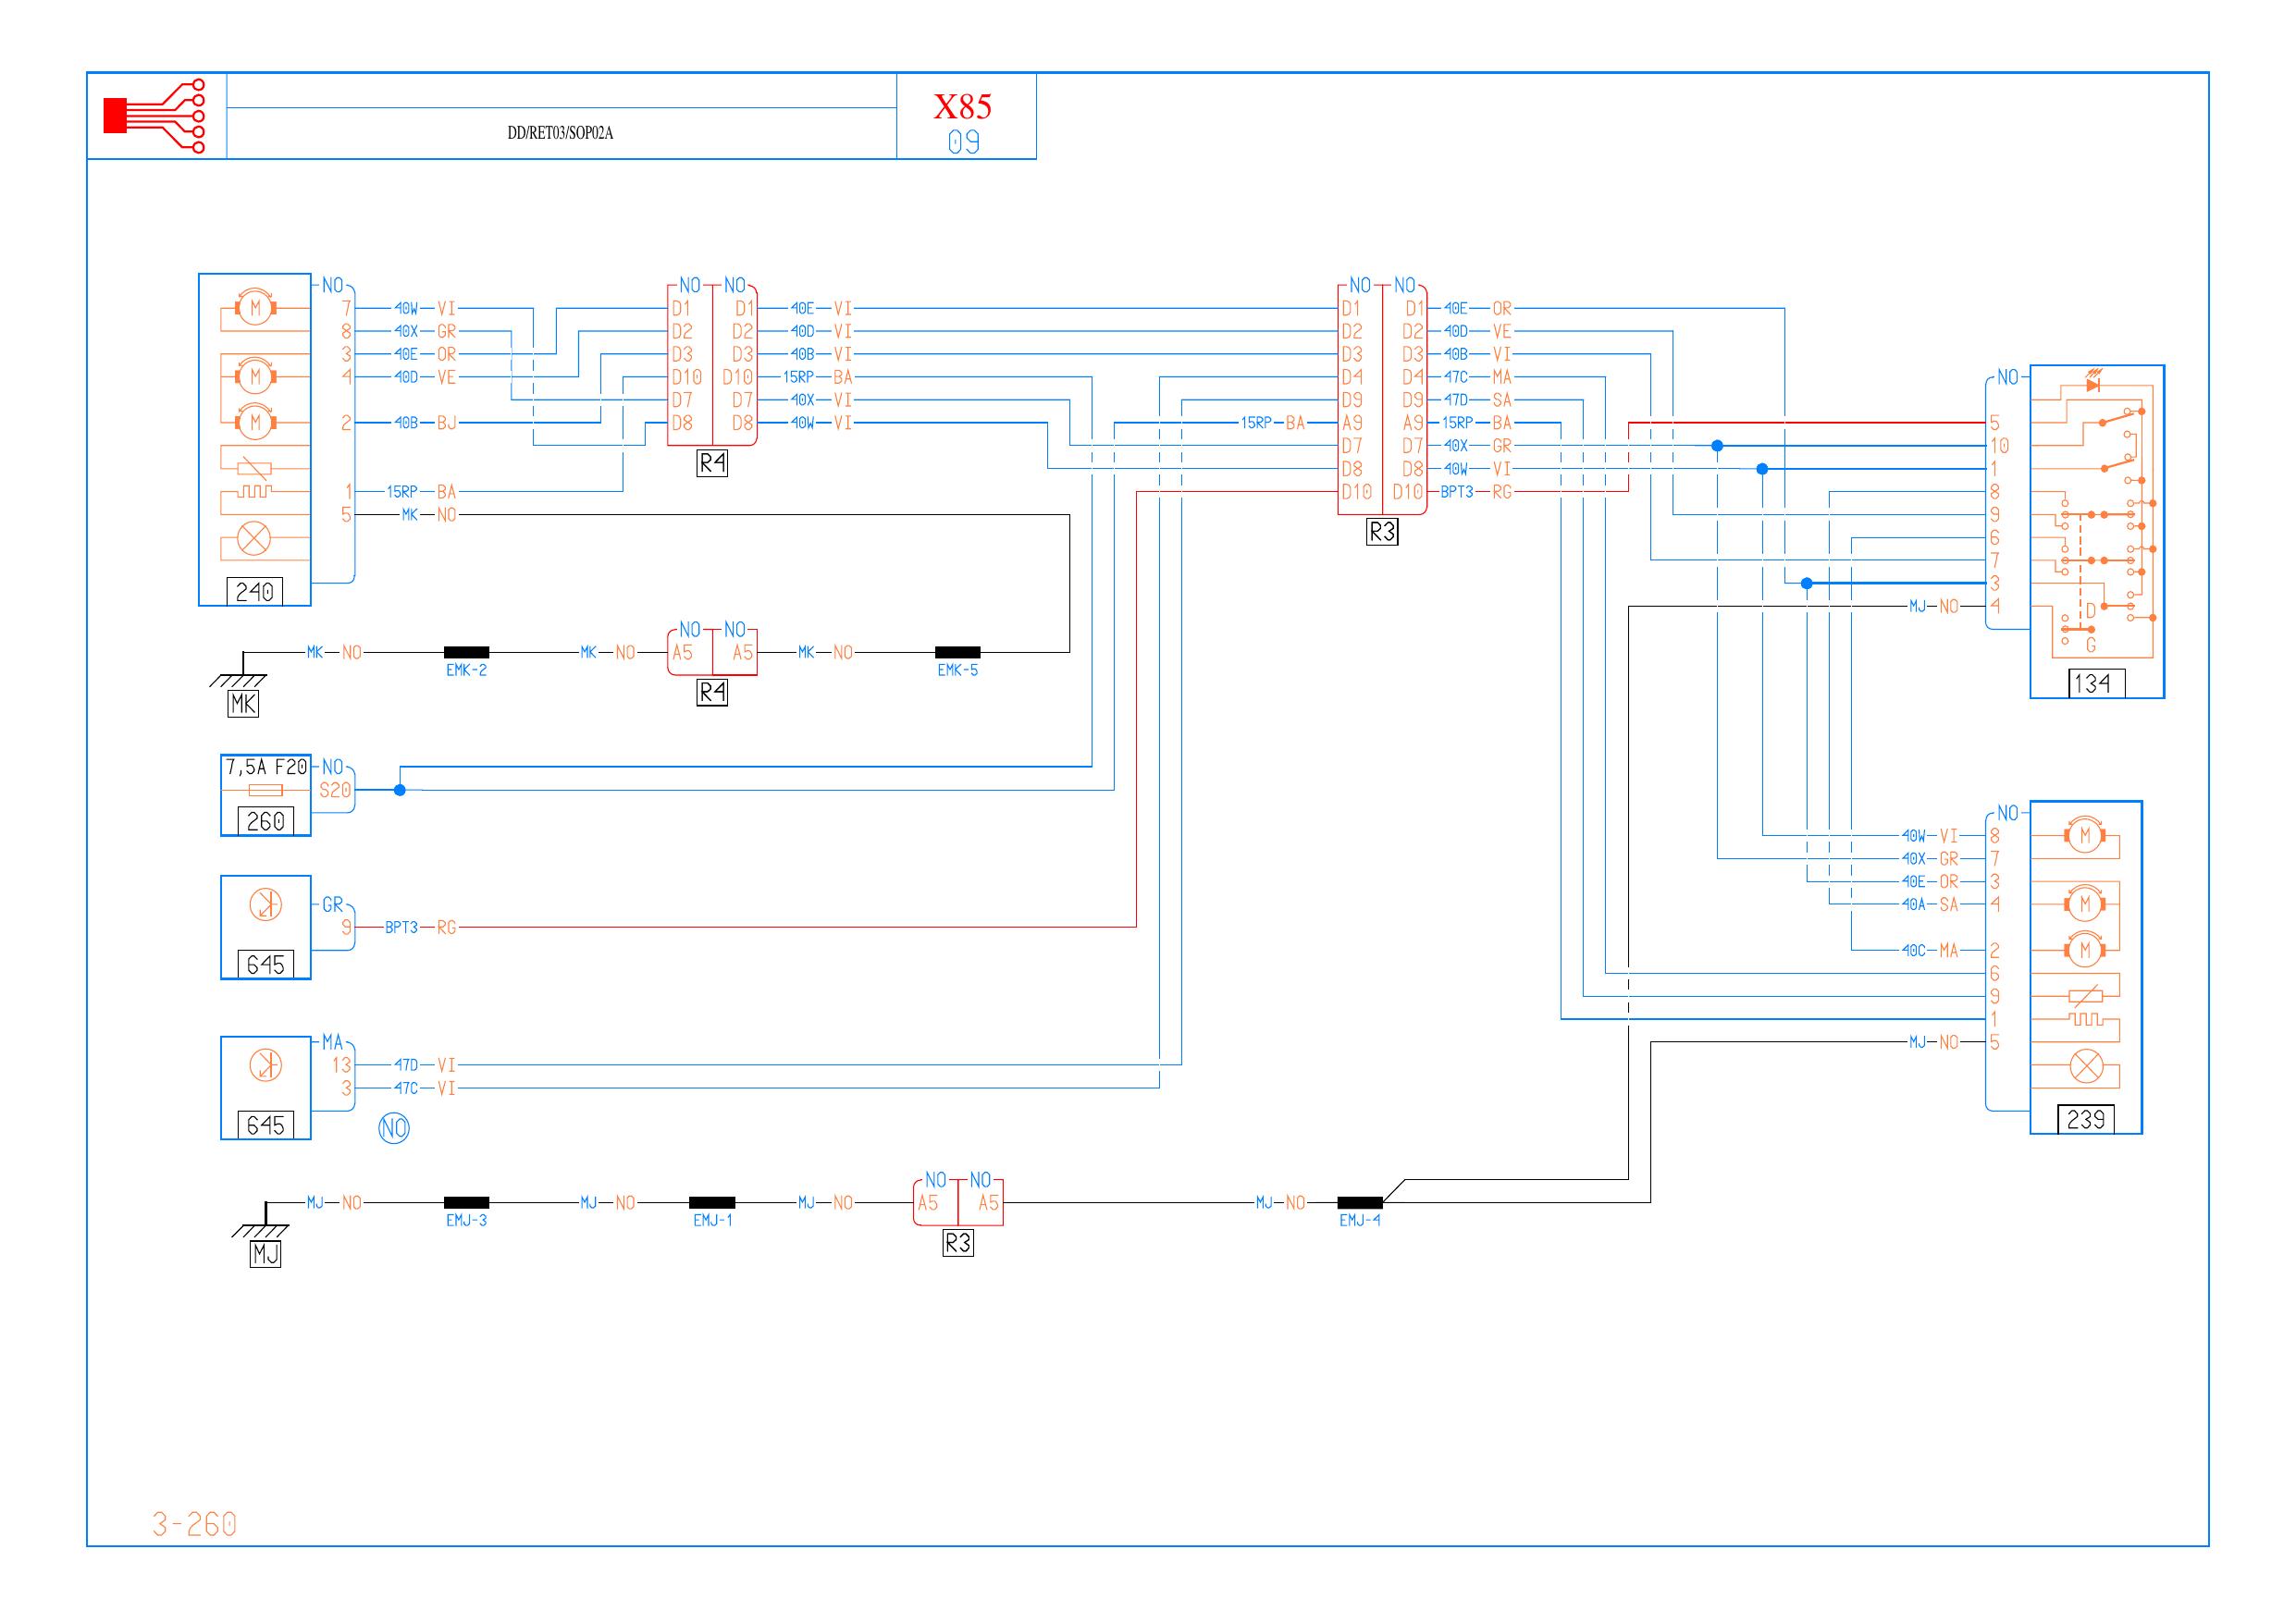 X85
DD/RET03/SOP02A
09
NO
NO NO
NO NO
7 40W VI D1 D1 40E VI D1 D1 40E OR
M
8 40X GR D2 D2 40D VI D2 D2 40D VE
3 40E OR D3 D3 40B VI D3 D3 40B VI
M 4 40D VE D10 D10 15RP BA D4 D4 47C MA NO
D7 D7 40X VI D9 D9 47D SA
M 2 40B BJ D8 D8 40W VI 15RP BA A9 A9 15RP BA 5
D7 D7 40X GR 10
R4 D8 D8 40W VI 1
1 15RP BA D10 D10 BPT3 RG 8
5 MK NO 9
R3
6
7
240 3
MJ NO 4 D
NO NO
MK NO MK NO A5 A5 MK NO G
EMK-2 EMK-5
R4 134
MK
7,5A F20 NO
S20
260 NO
40W VI 8 M
40X GR 7
40E OR 3
GR 40A SA 4 M
9 BPT3 RG
40C MA 2 M
645 6
9
1
MA MJ NO 5
13 47D VI
3 47C VI
645 239
NO
NO NO
MJ NO MJ NO MJ NO A5 A5 MJ NO
EMJ-3 EMJ-1 EMJ-4
R3
MJ
3-260